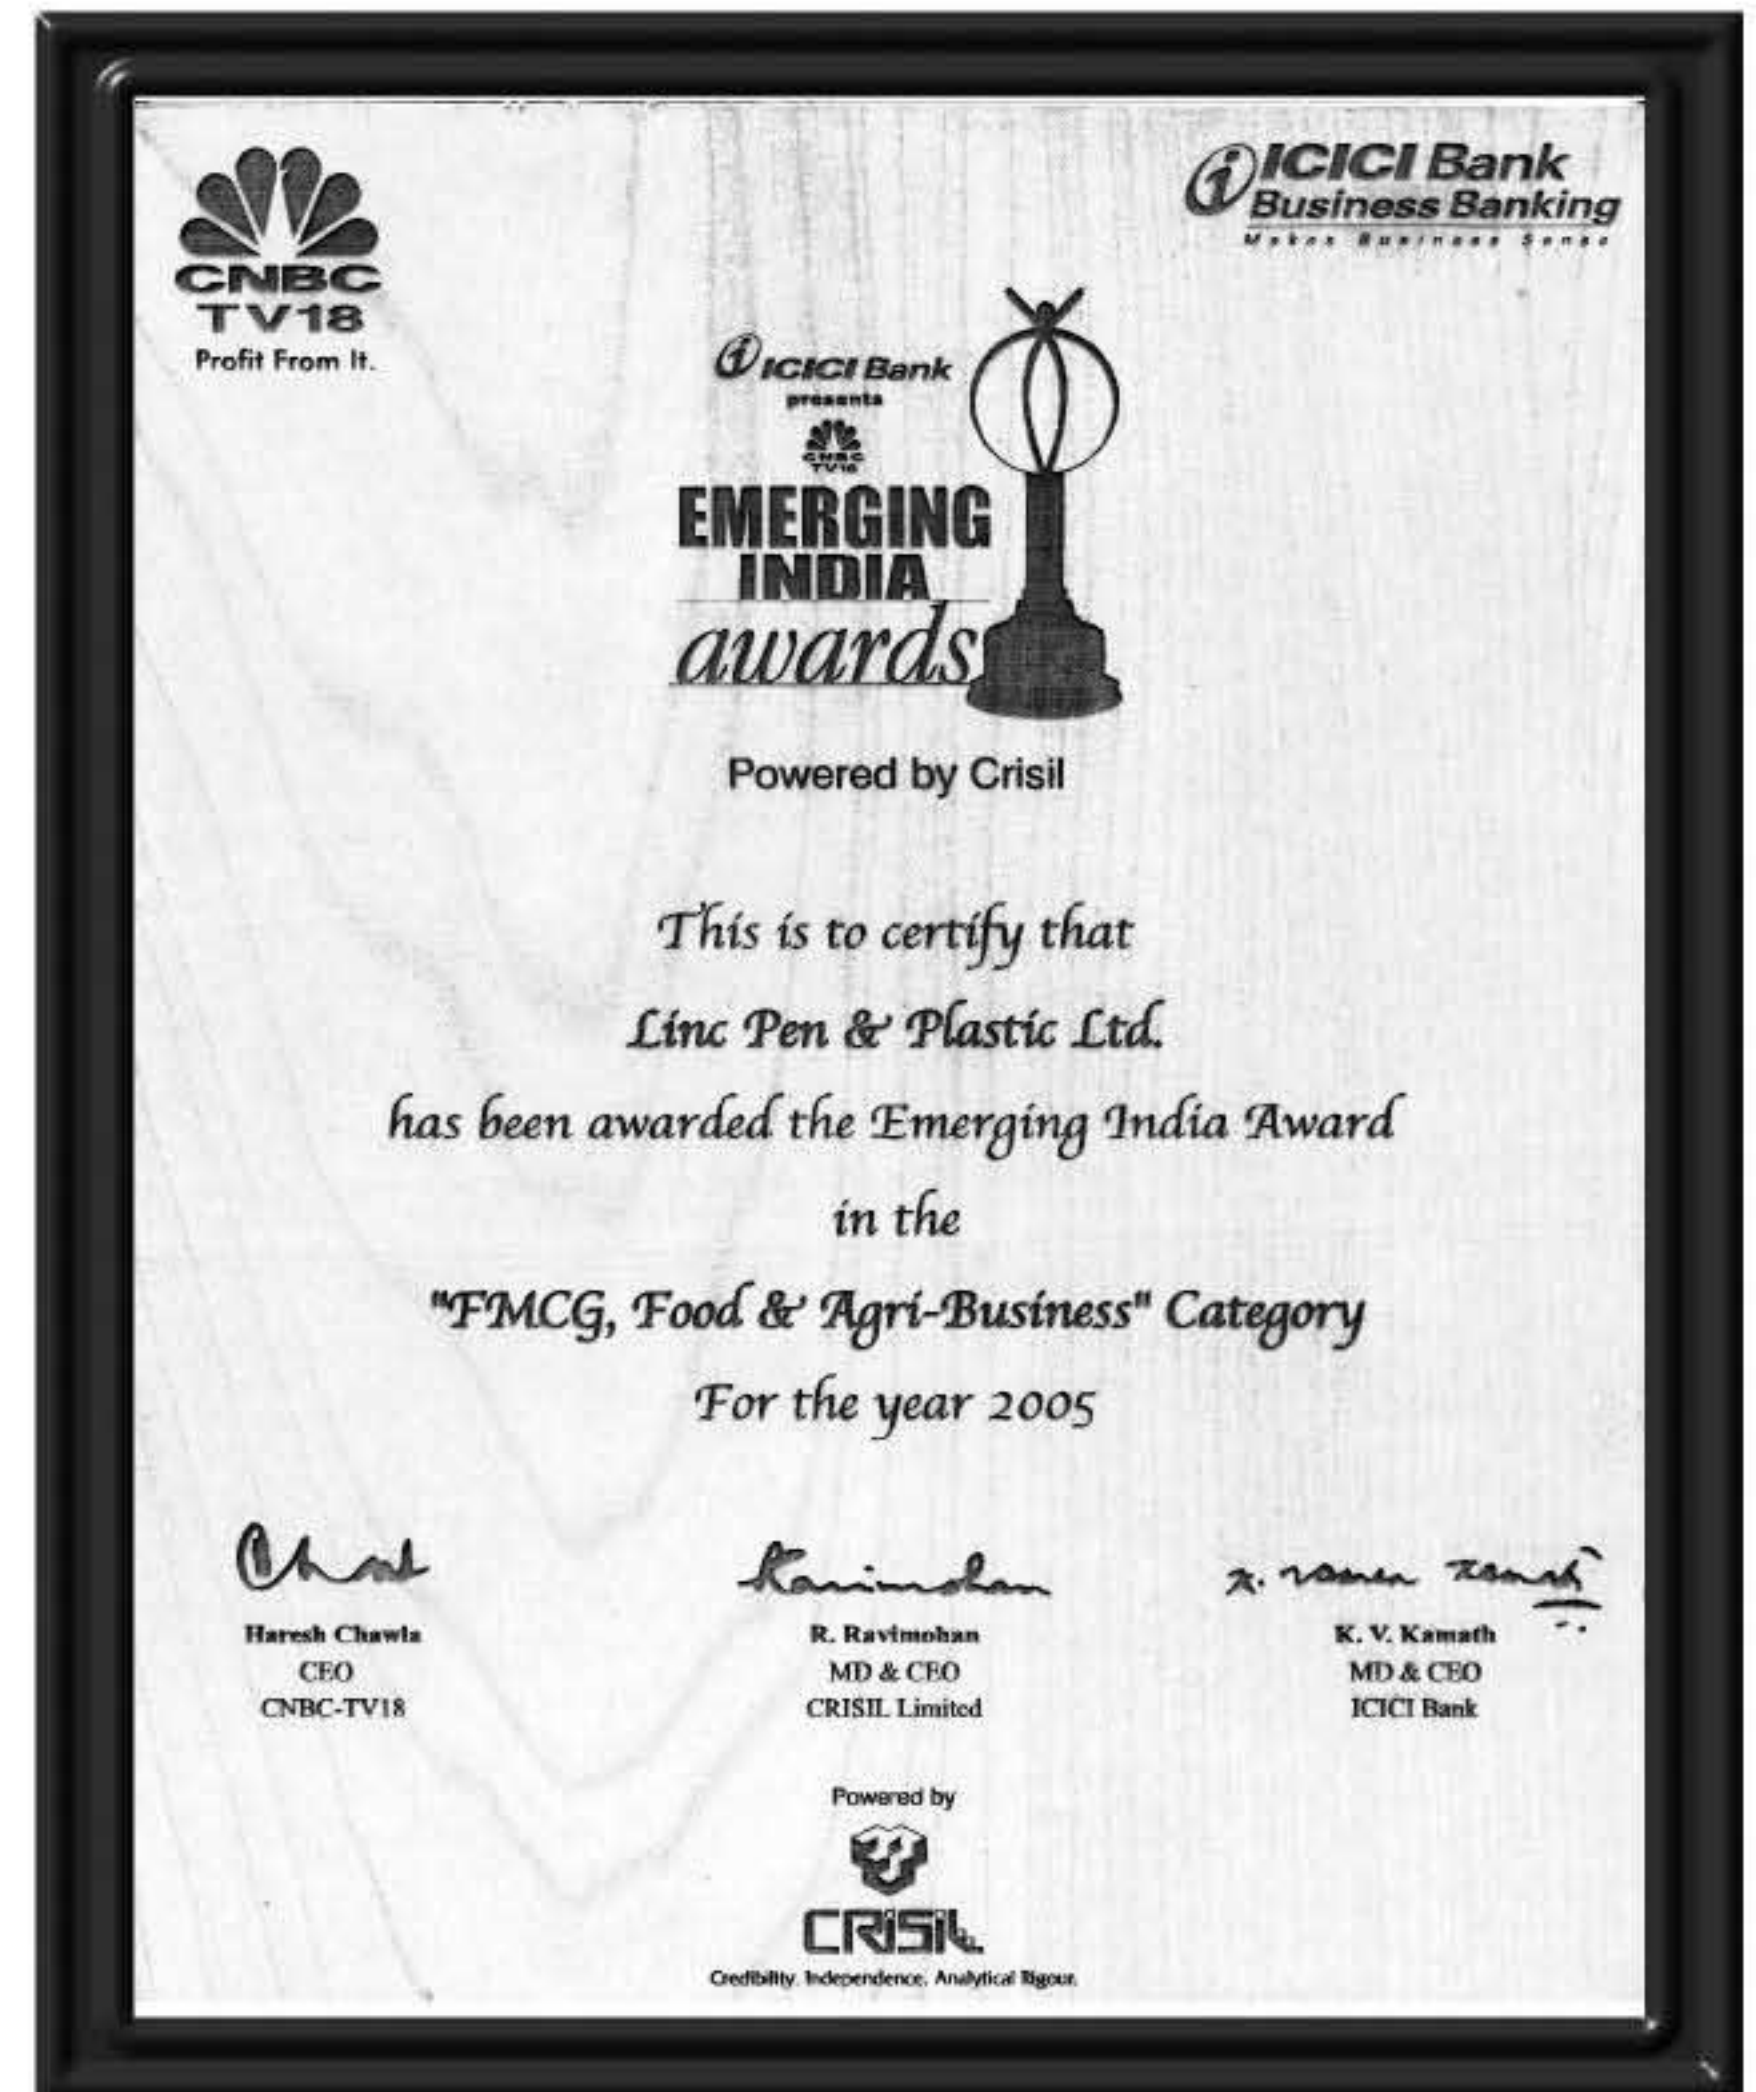 CNBC
TV18
Profit From It.
ICICI Bank
Business Banking
Makes Business Sense
ICICI Bank
presents
CNBC
TV18
EMERGING
INDIA
awards
Powered by Crisil
This is to certify that
Linc Pen & Plastic Ltd.
has been awarded the Emerging India Award
in the
"FMCG, Food & Agri-Business" Category
For the year 2005
Haresh Chawla
CEO
CNBC-TV18
R. Ravimohan
MD & CEO
CRISIL Limited
K. V. Kamath
MD & CEO
ICICI Bank
Powered by
CRISIL
Credibility. Independence. Analytical Rigour.